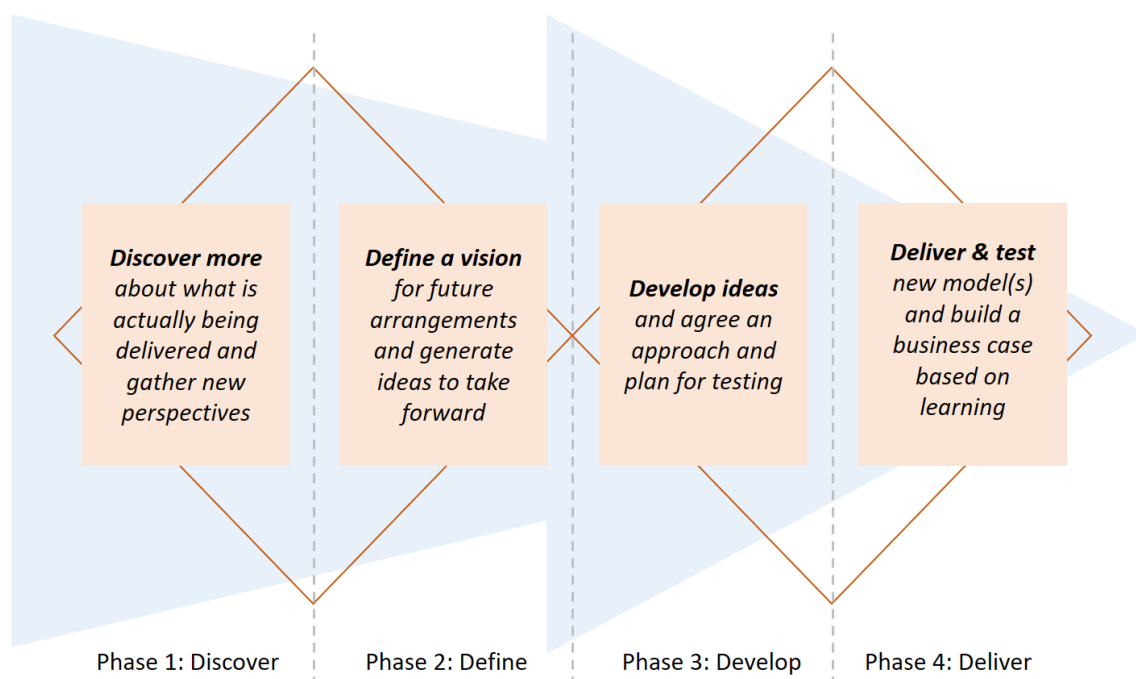 Discover more
about what is
actually being
delivered and
gather new
perspectives
Define a vision
for future
arrangements
and generate
ideas to take
forward
Develop ideas
and agree an
approach and
plan for testing
Deliver & test
new model(s)
and build a
business case
based on
learning
Phase 1: Discover
Phase 2: Define
Phase 3: Develop
Phase 4: Deliver